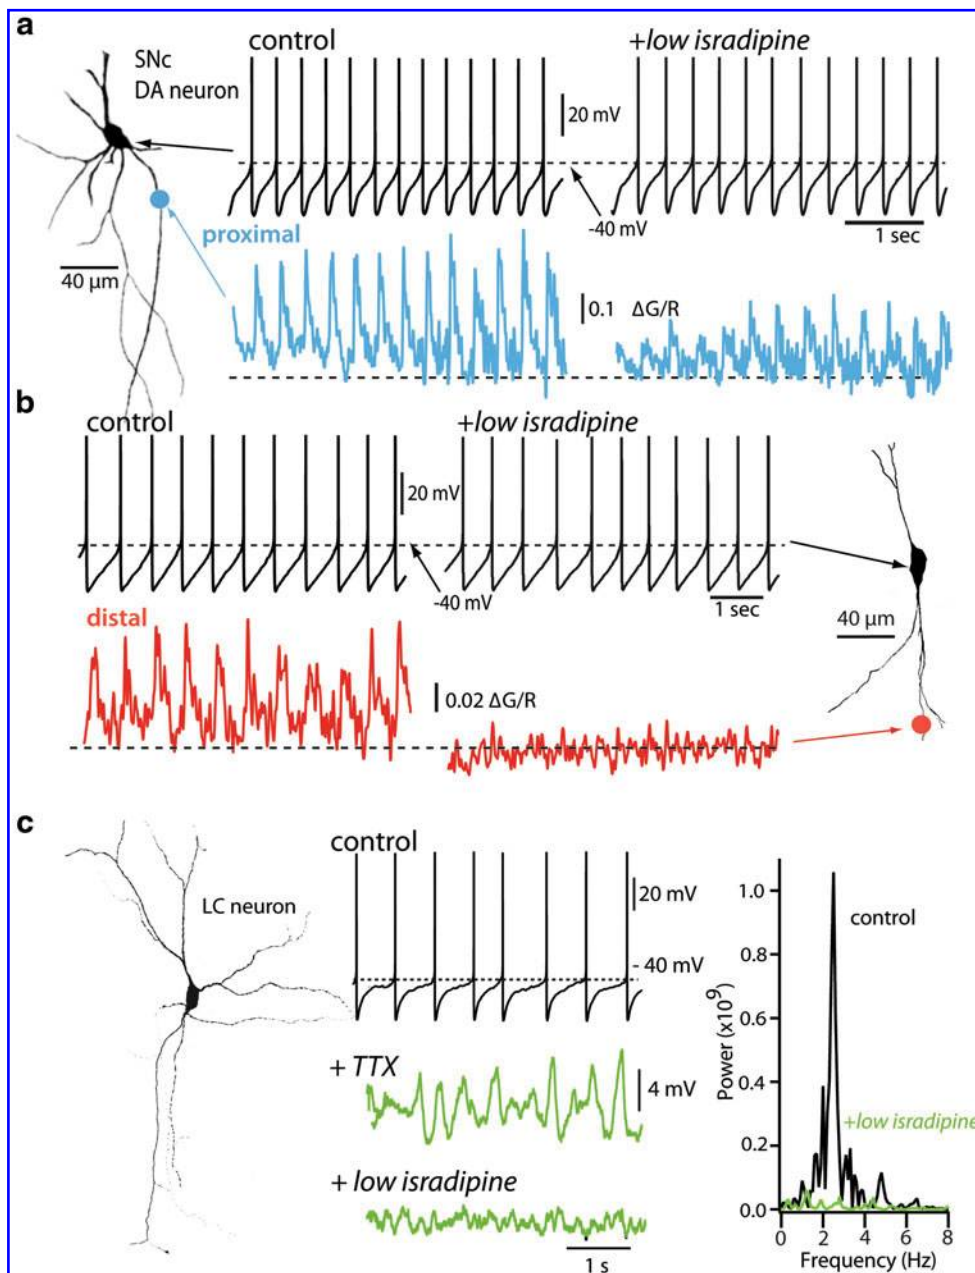 a
control
+low isradipine
SNc
DA neuron
20 mV
-40 mV
1 sec
proximal
40 μm
0.1 ΔG/R
b
control
+low isradipine
20 mV
-40 mV
1 sec
distal
40 μm
0.02 ΔG/R
c
control
LC neuron
20 mV
- 40 mV
+ TTX
4 mV
+ low isradipine
1 s
control
+low isradipine
Power (x10⁹)
1.0
0.8
0.6
0.4
0.2
0.0
0 2 4 6 8
Frequency (Hz)